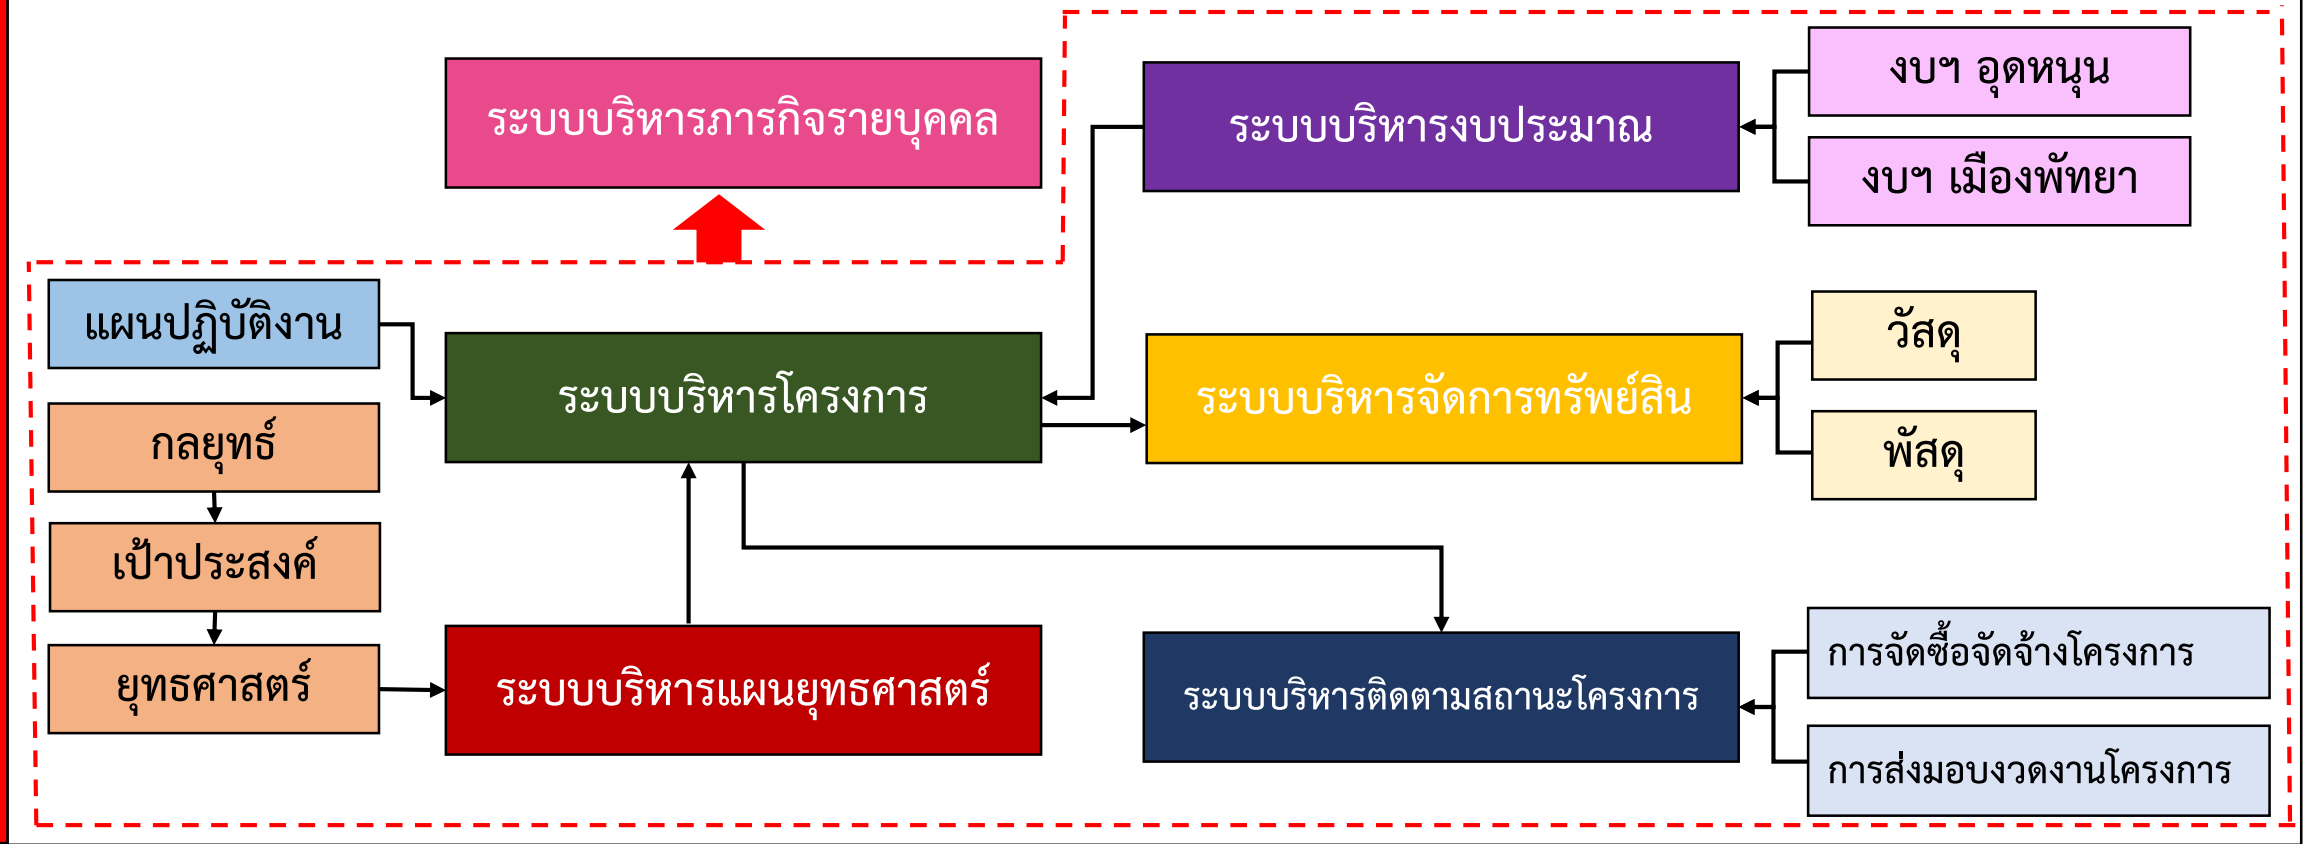 ระบบบริหารภารกิจรายบุคคล
ระบบบริหารงบประมาณ
งบฯ อุดหนุน
งบฯ เมืองพัทยา
แผนปฏิบัติงาน
ระบบบริหารโครงการ
ระบบบริหารจัดการทรัพย์สิน
วัสดุ
พัสดุ
กลยุทธ์
เป้าประสงค์
ยุทธศาสตร์
ระบบบริหารแผนยุทธศาสตร์
ระบบบริหารติดตามสถานะโครงการ
การจัดซื้อจัดจ้างโครงการ
การส่งมอบงวดงานโครงการ